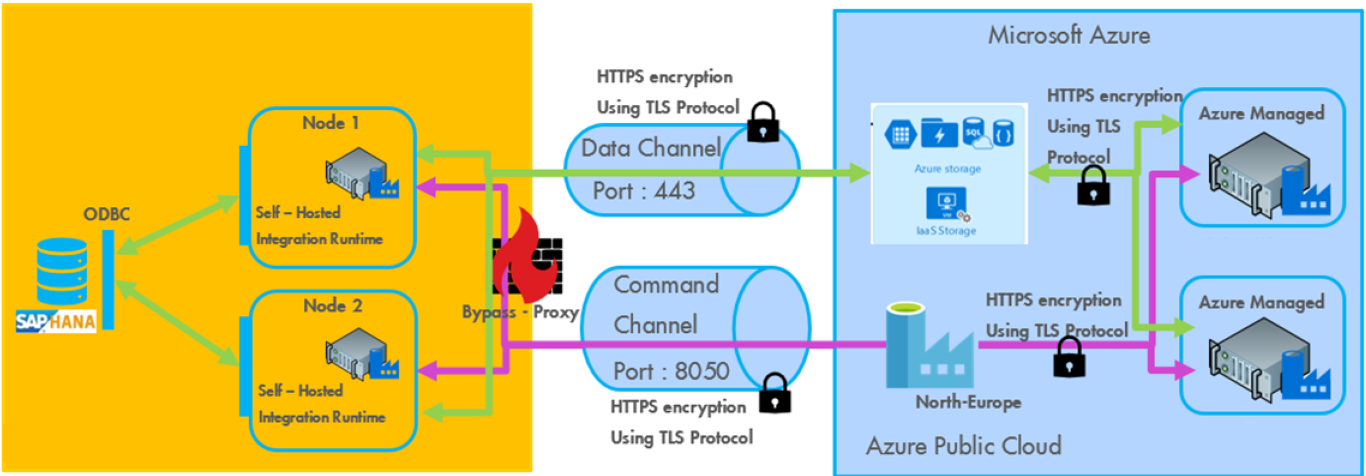 ODBC
SAP HANA
Node 1
Self – Hosted
Integration Runtime
Node 2
Self – Hosted
Integration Runtime
Bypass - Proxy
HTTPS encryption
Using TLS Protocol
Data Channel
Port : 443
Command
Channel
Port : 8050
HTTPS encryption
Using TLS Protocol
Microsoft Azure
SQL
Azure storage
VM
IaaS Storage
HTTPS encryption
Using TLS
Protocol
Azure Managed
HTTPS encryption
Using TLS Protocol
Azure Managed
North-Europe
Azure Public Cloud